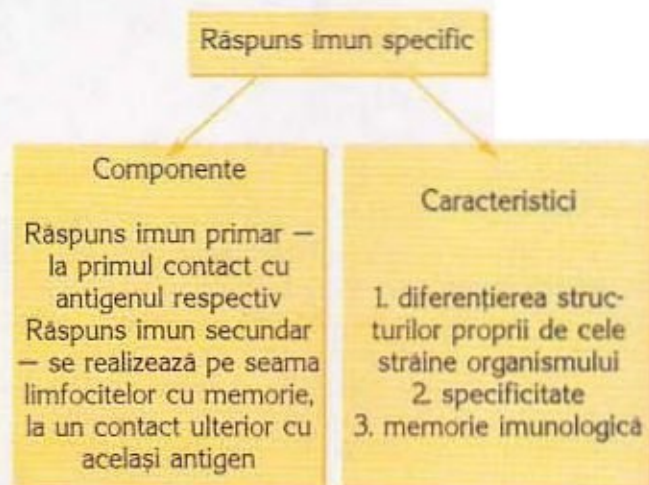 Răspuns imun specific
Componente
Răspuns imun primar —
la primul contact cu
antigenul respectiv
Răspuns imun secundar
— se realizează pe seama
limfocitelor cu memorie,
la un contact ulterior cu
același antigen
Caracteristici
1. diferențierea struc-
turilor proprii de cele
străine organismului
2. specificitate
3. memorie imunologică